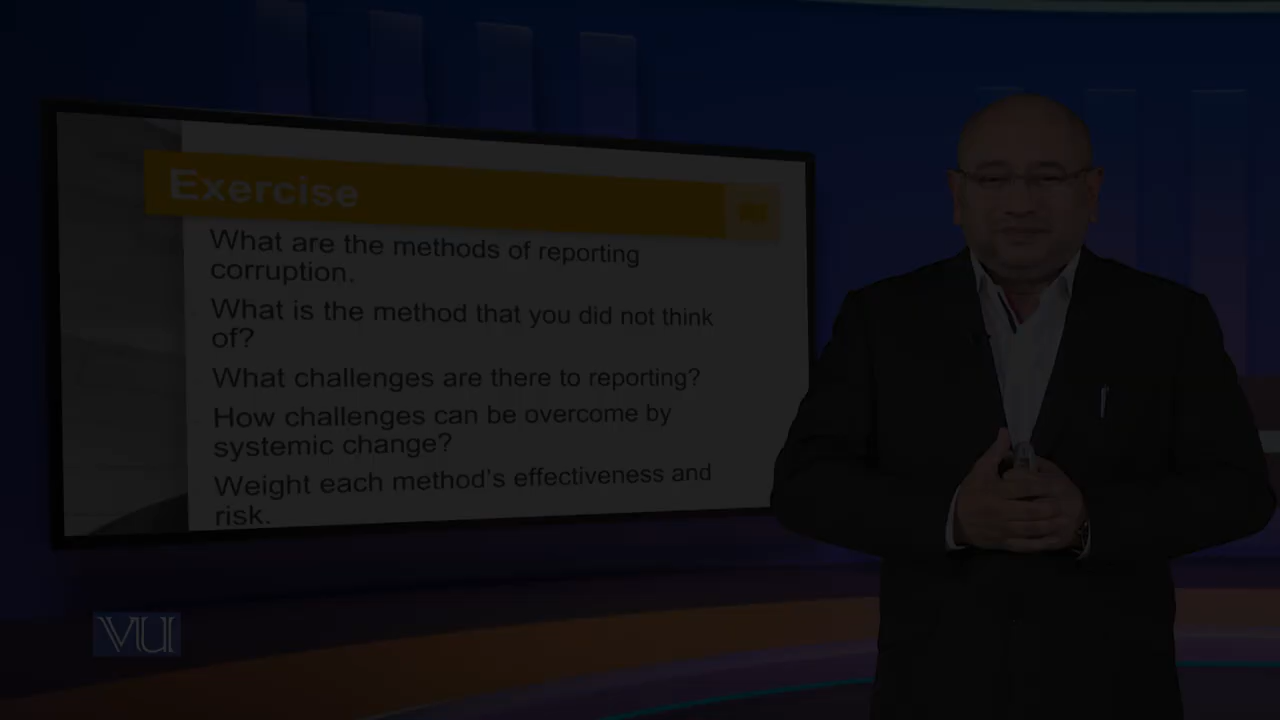 Exercise
What are the methods of reporting
corruption.
What is the method that you did not think
of?
What challenges are there to reporting?
How challenges can be overcome by
systemic change?
Weight each method's effectiveness and
risk.
VU